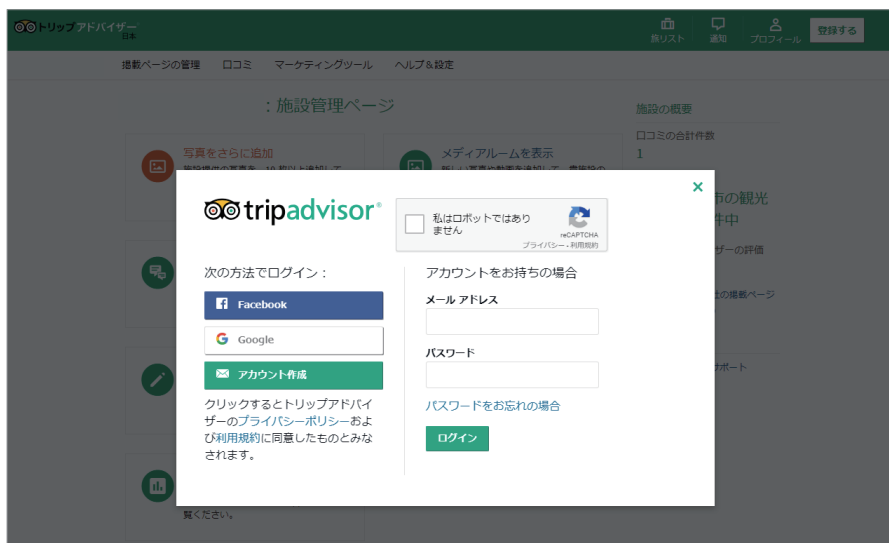 トリップアドバイザー
日本
旅リスト
通知
プロフィール
登録する
掲載ページの管理 口コミ マーケティングツール ヘルプ&設定
：施設管理ページ
施設の概要
口コミの合計件数
1
写真をさらに追加
メディアルームを表示
tripadvisor
私はロボットではあり
ません
reCAPTCHA
プライバシー - 利用規約
市の観光
件中
ザーの評価
社の掲載ページ
サポート
次の方法でログイン：
Facebook
Google
アカウント作成
クリックするとトリップアドバイ
ザーのプライバシーポリシーおよ
び利用規約に同意したものとみな
されます。
アカウントをお持ちの場合
メール アドレス
パスワード
パスワードをお忘れの場合
ログイン
覧ください。